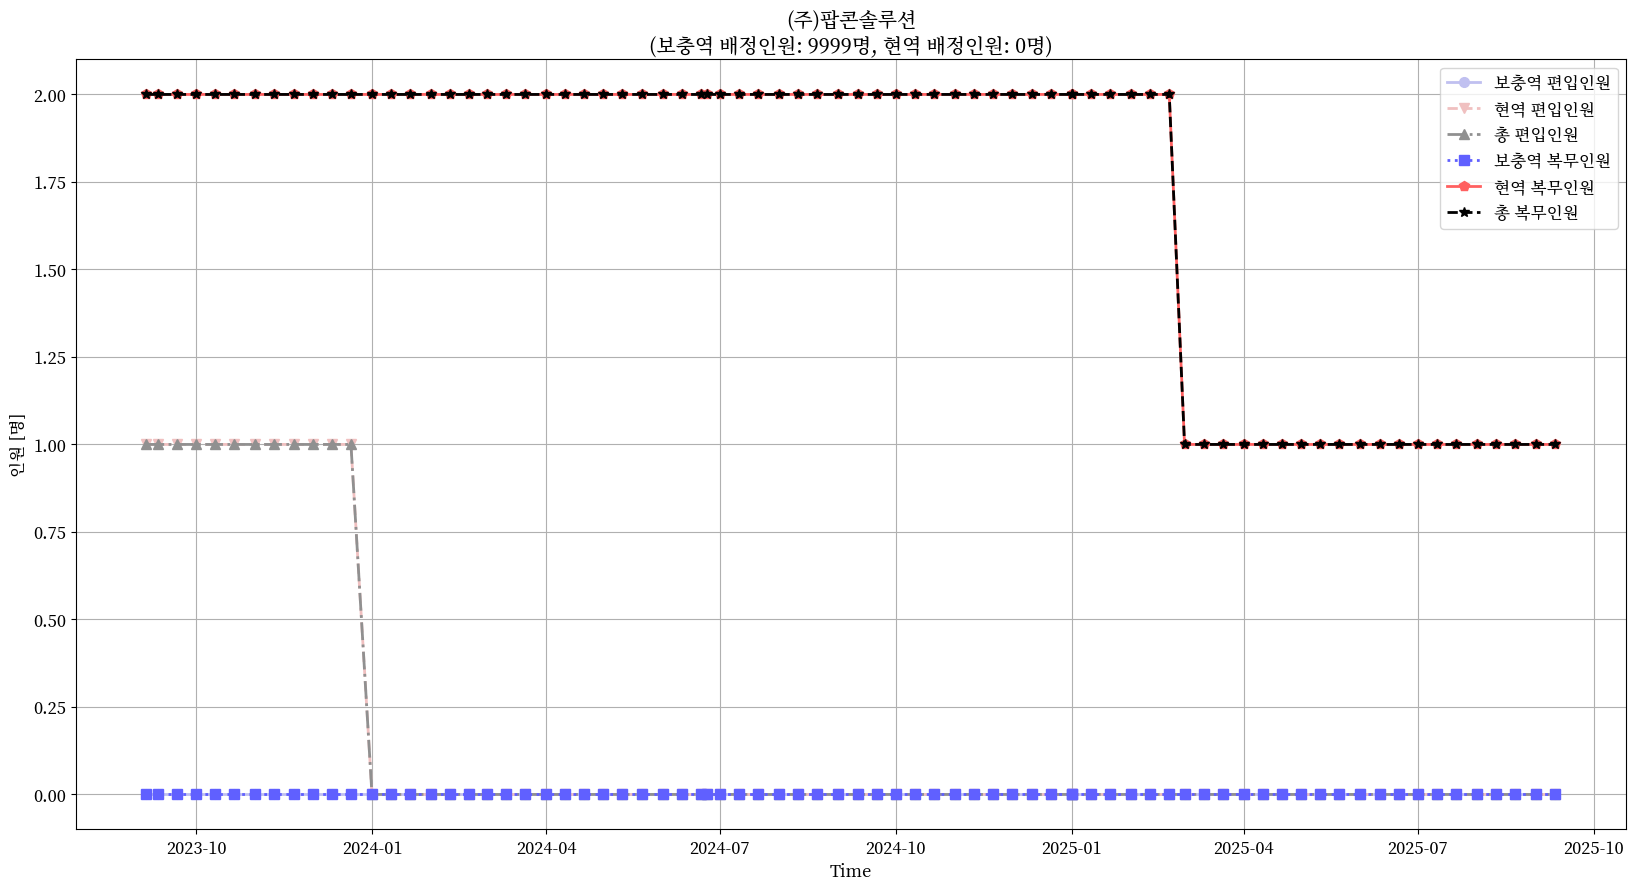 (주)팝콘솔루션
(보충역 배정인원: 9999명, 현역 배정인원: 0명)
보충역 편입인원
현역 편입인원
총 편입인원
보충역 복무인원
현역 복무인원
총 복무인원
인원 [명]
2.00
1.75
1.50
1.25
1.00
0.75
0.50
0.25
0.00
2023-10
2024-01
2024-04
2024-07
2024-10
2025-01
2025-04
2025-07
2025-10
Time